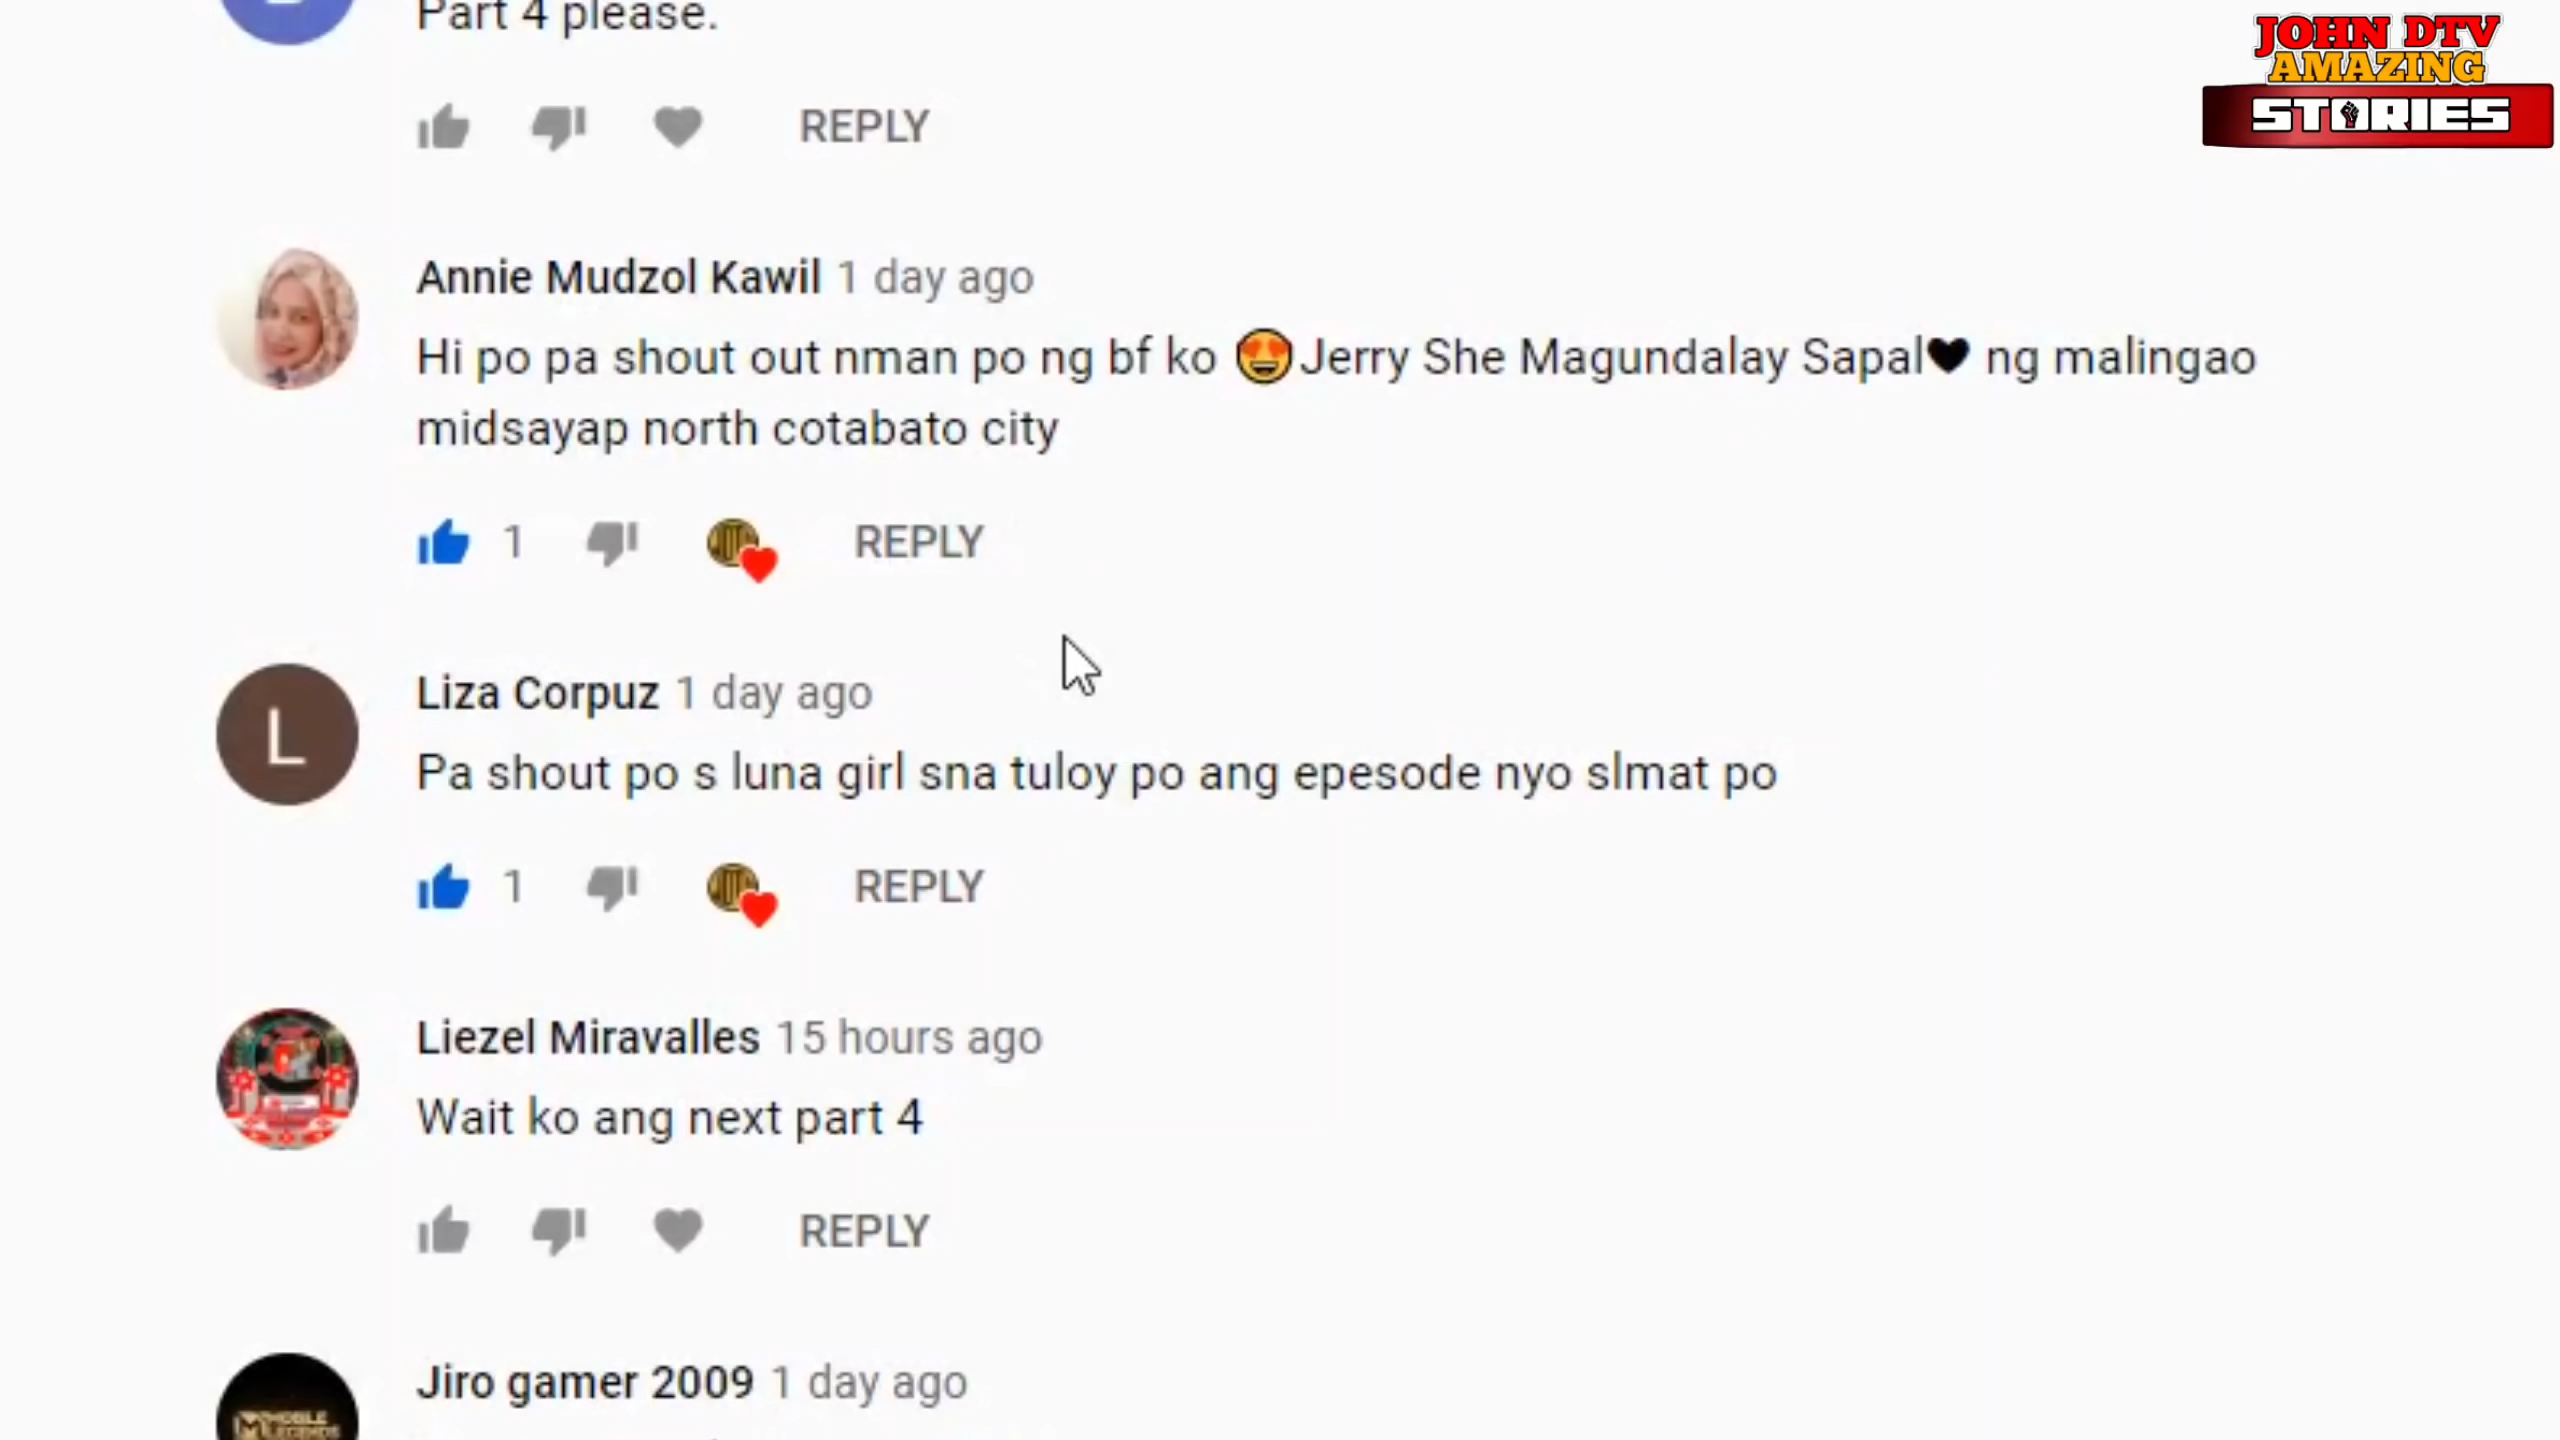 Part 4 please.
JOHN DTV
AMAZING
STORIES
REPLY
Annie Mudzol Kawil 1 day ago
Hi po pa shout out nman po ng bf ko 😍Jerry She Magundalay Sapal🖤 ng malingao
midsayap north cotabato city
1 REPLY
L
Liza Corpuz 1 day ago
Pa shout po s luna girl sna tuloy po ang epesode nyo slmat po
1 REPLY
Liezel Miravalles 15 hours ago
Wait ko ang next part 4
REPLY
Jiro gamer 2009 1 day ago
MOBILE
LEGENDS